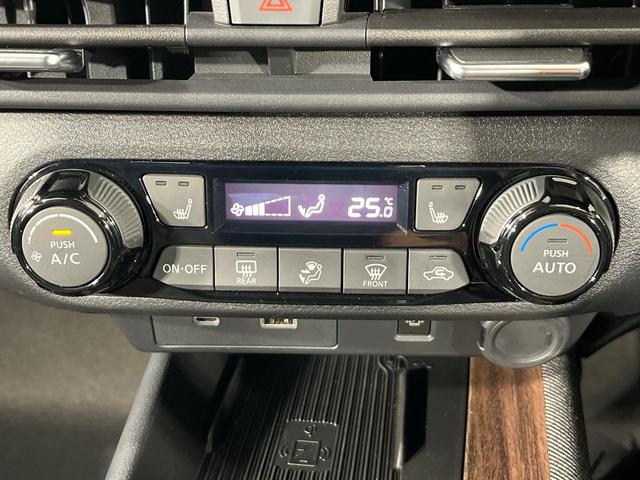 25.0 °C
PUSH
A/C
ON·OFF
REAR
FRONT
PUSH
AUTO